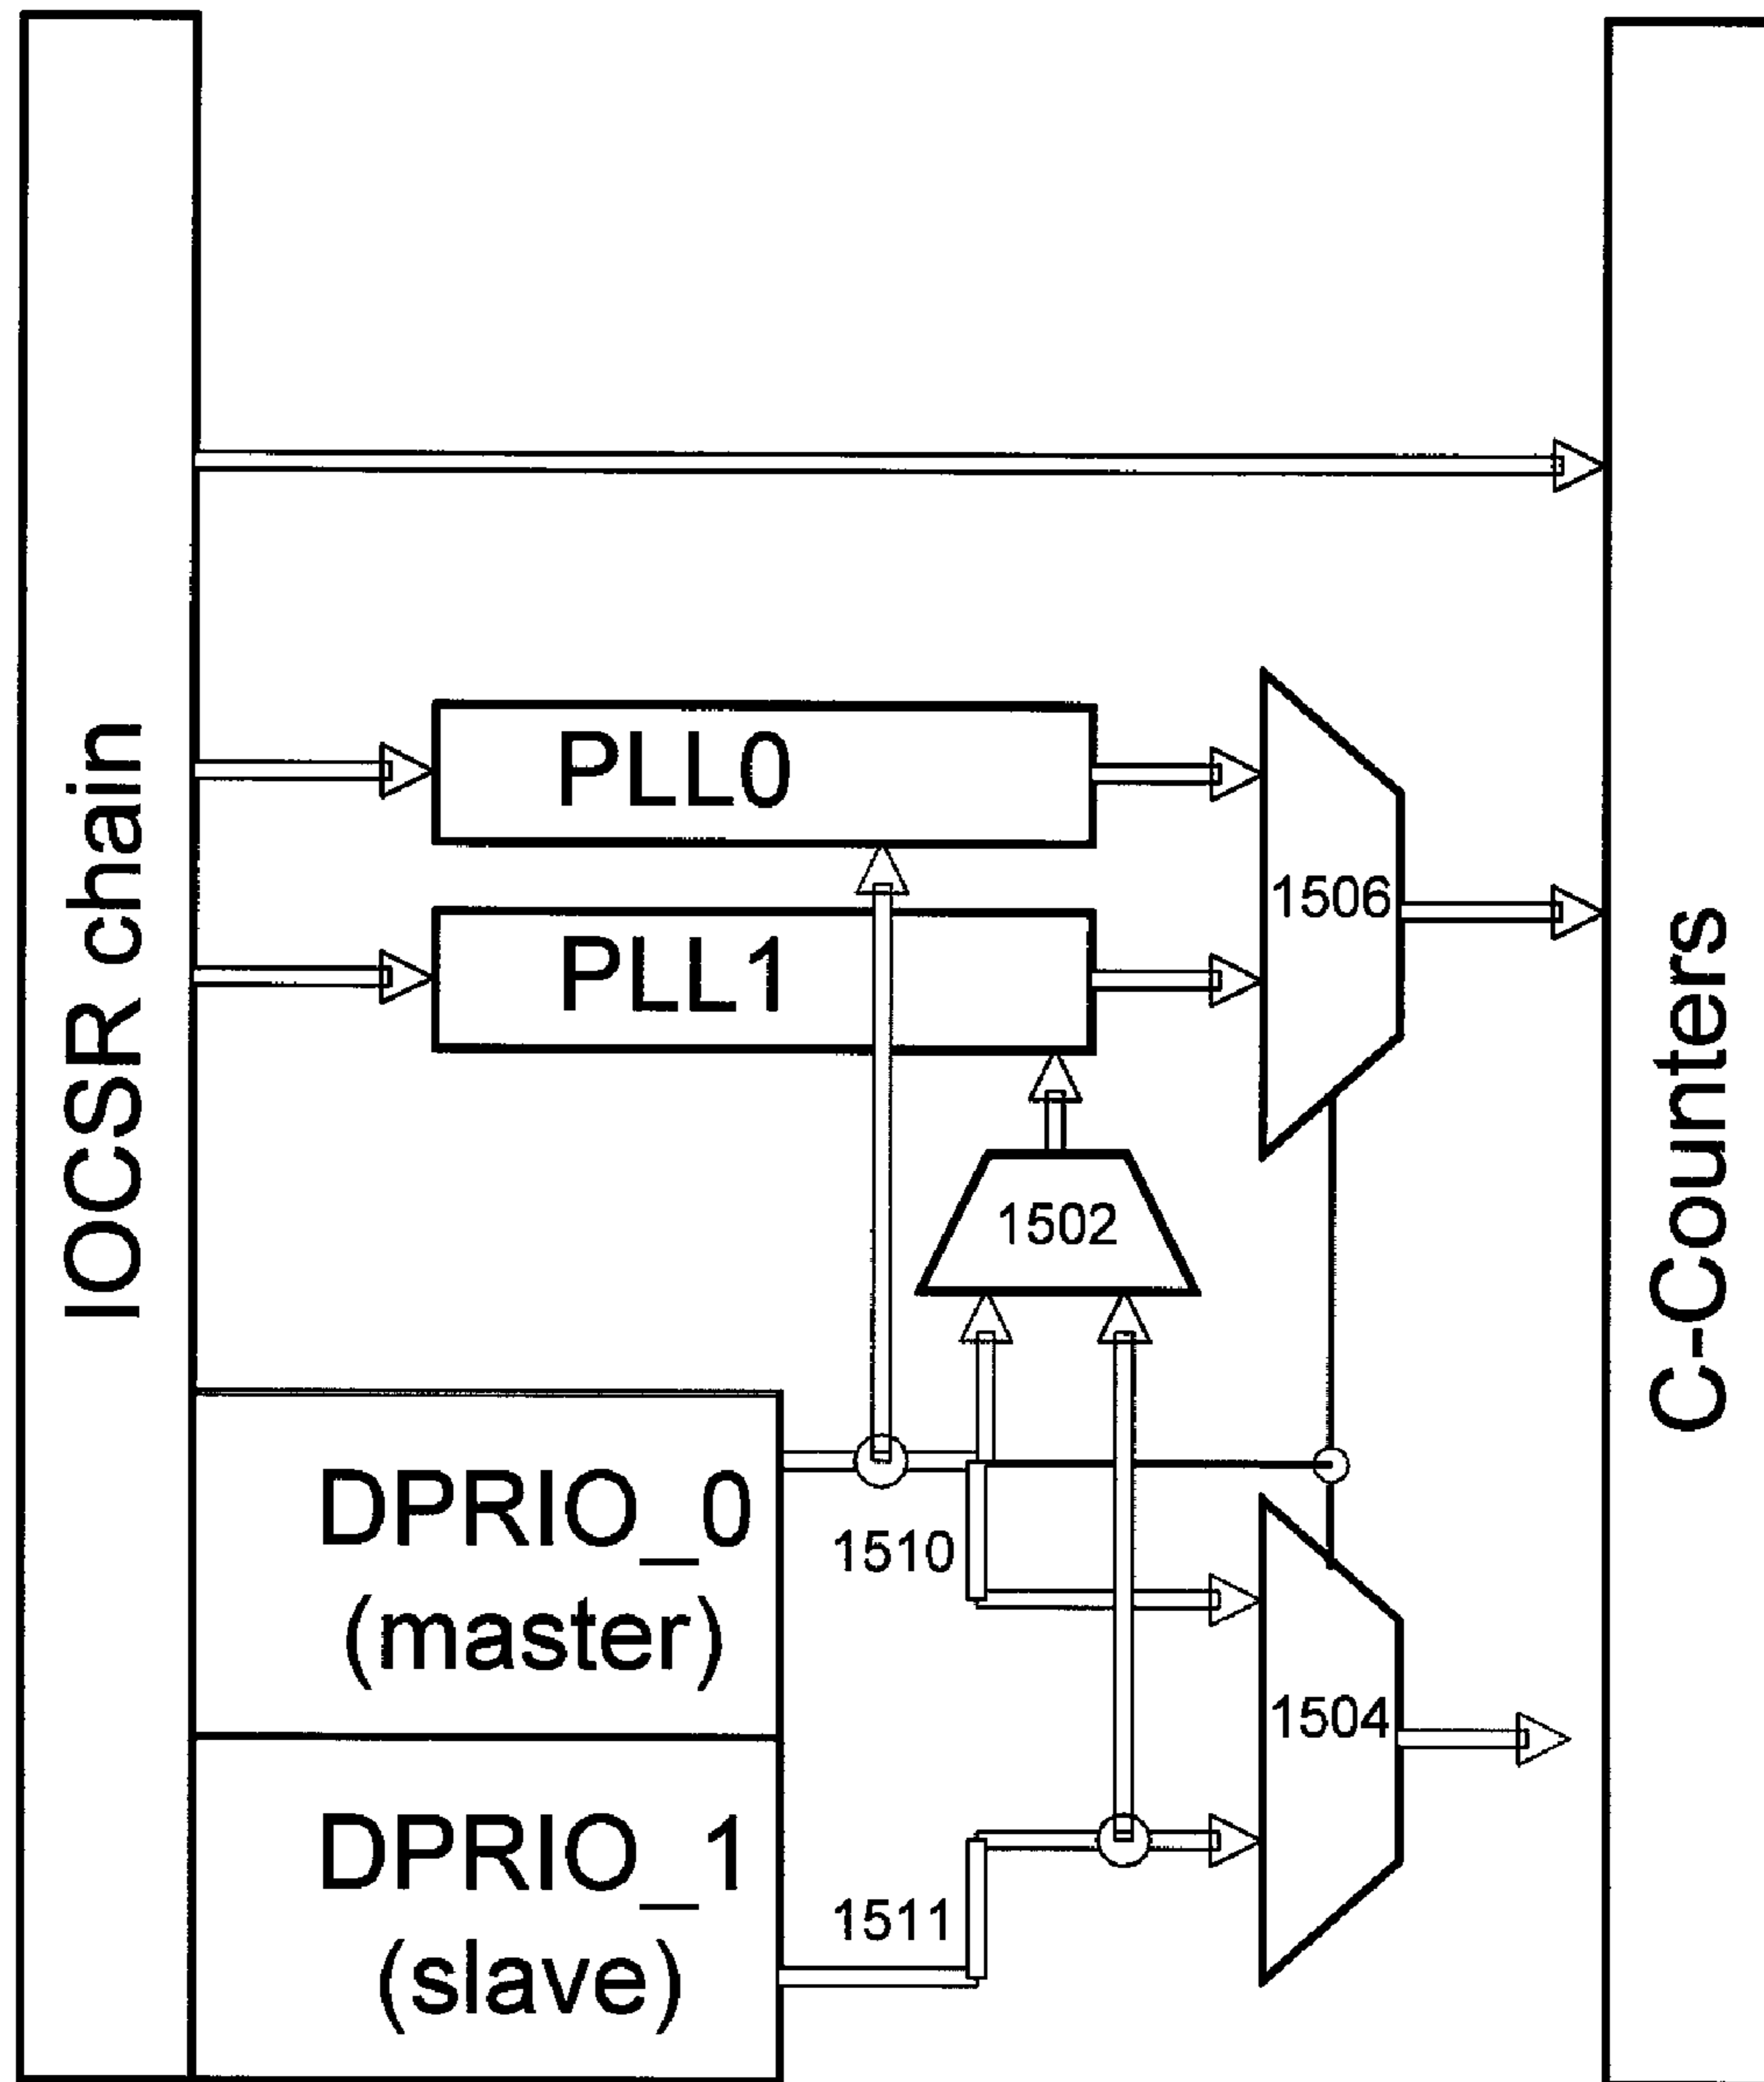 IOCSR chain
PLL0
PLL1
1506
1502
C-Counters
DPRIO_0
(master)
1510
1504
DPRIO_1
(slave)
1511